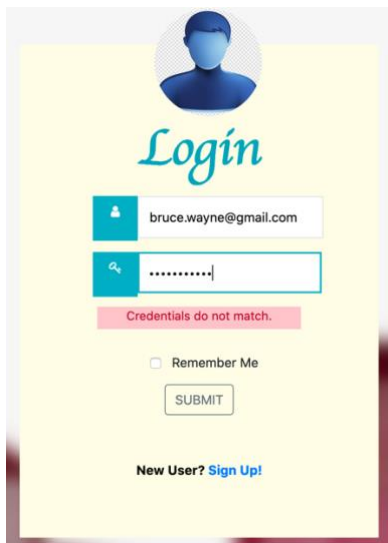 Login
bruce.wayne@gmail.com
•••••••••••
Credentials do not match.
Remember Me
SUBMIT
New User? Sign Up!